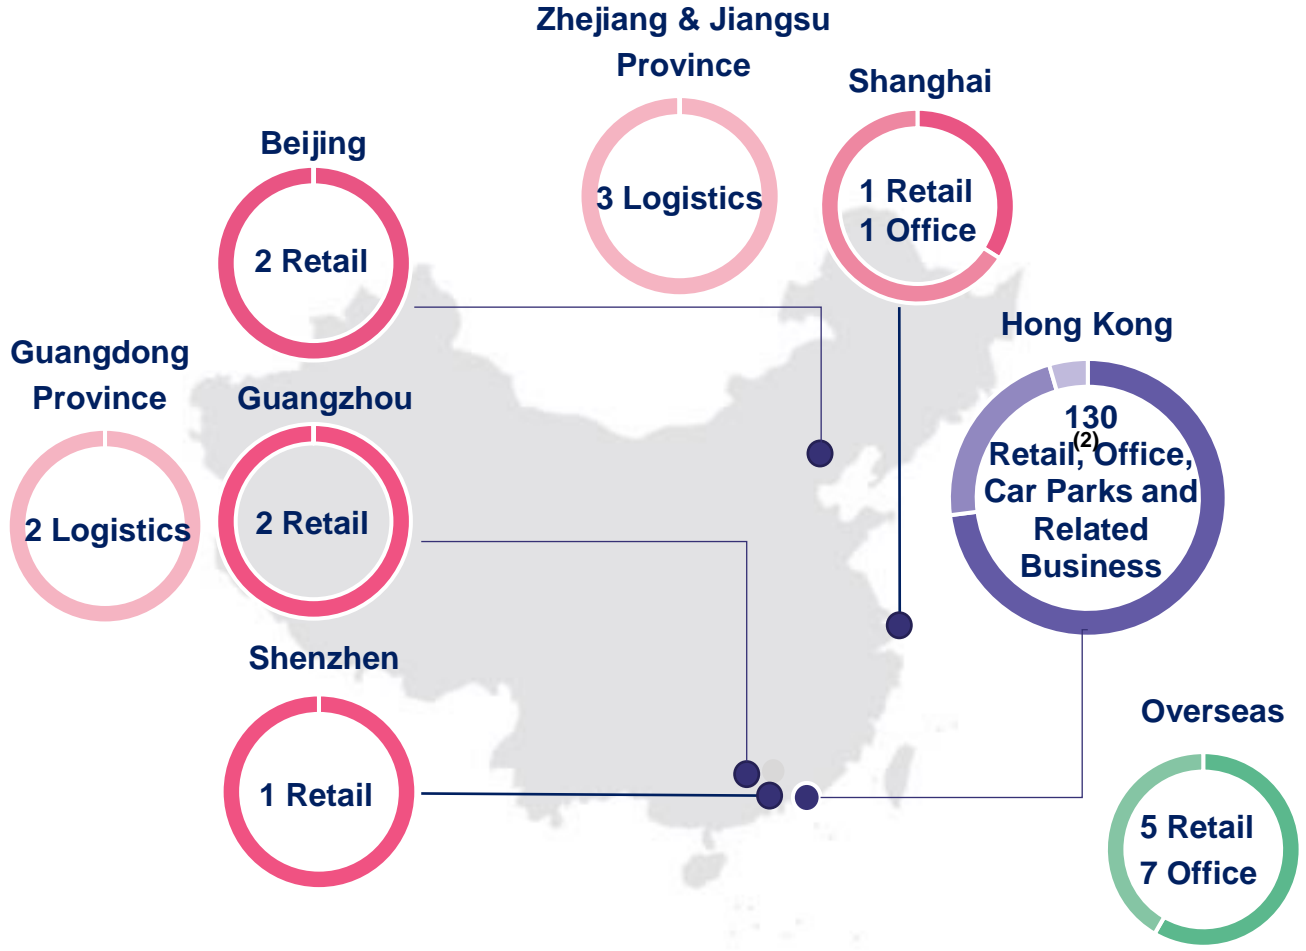 Zhejiang & Jiangsu
Province
3 Logistics
Shanghai
1 Retail
1 Office
Beijing
2 Retail
Hong Kong
130
(2)
Retail, Office,
Car Parks and
Related
Business
Guangdong
Province
2 Logistics
Guangzhou
2 Retail
Shenzhen
1 Retail
Overseas
5 Retail
7 Office